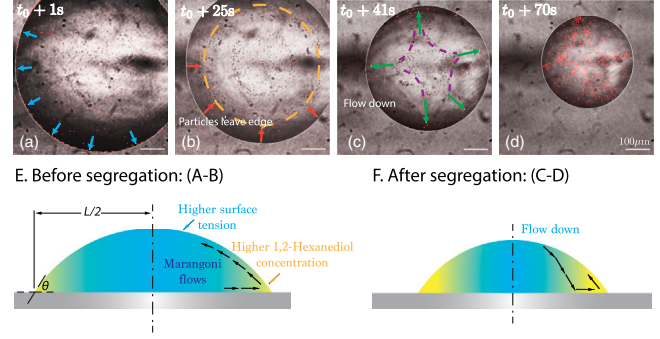 t₀ + 1s
t₀ + 25s
t₀ + 41s
t₀ + 70s
Particles leave edge
Flow down
(a)
(b)
(c)
(d)
100μm
E. Before segregation: (A-B)
F. After segregation: (C-D)
L/2
Higher surface
tension
Higher 1,2-Hexanediol
concentration
Marangoni
flows
θ
Flow down